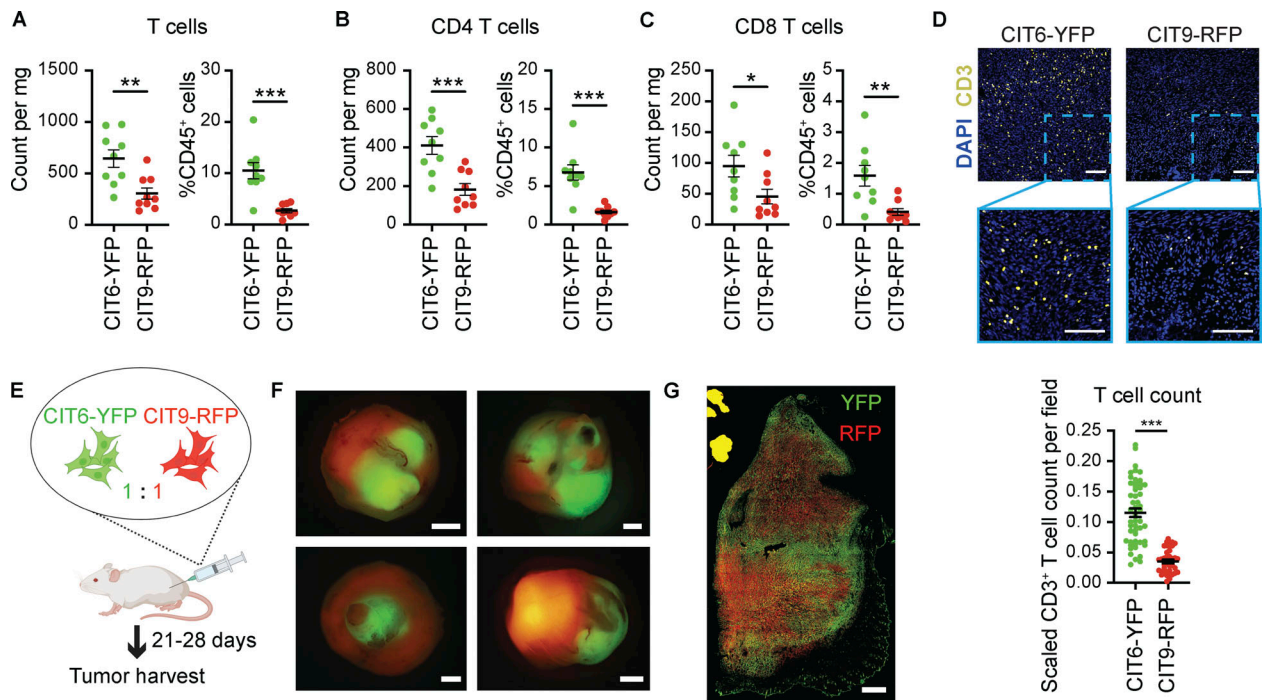 A
T cells
Count per mg
1500
1000
500
0
**
CIT6-YFP
CIT9-RFP
%CD45+ cells
30
20
10
0
***
CIT6-YFP
CIT9-RFP
B
CD4 T cells
Count per mg
800
600
400
200
0
***
CIT6-YFP
CIT9-RFP
%CD45+ cells
20
15
10
5
0
***
CIT6-YFP
CIT9-RFP
C
CD8 T cells
Count per mg
250
200
150
100
50
0
*
CIT6-YFP
CIT9-RFP
%CD45+ cells
5
4
3
2
1
0
**
CIT6-YFP
CIT9-RFP
D
CIT6-YFP CIT9-RFP
DAPI CD3
E
CIT6-YFP CIT9-RFP
1 : 1
21-28 days
Tumor harvest
F
G
YFP
RFP
T cell count
Scaled CD3+ T cell count per field
0.25
0.20
0.15
0.10
0.05
0.00
***
CIT6-YFP
CIT9-RFP